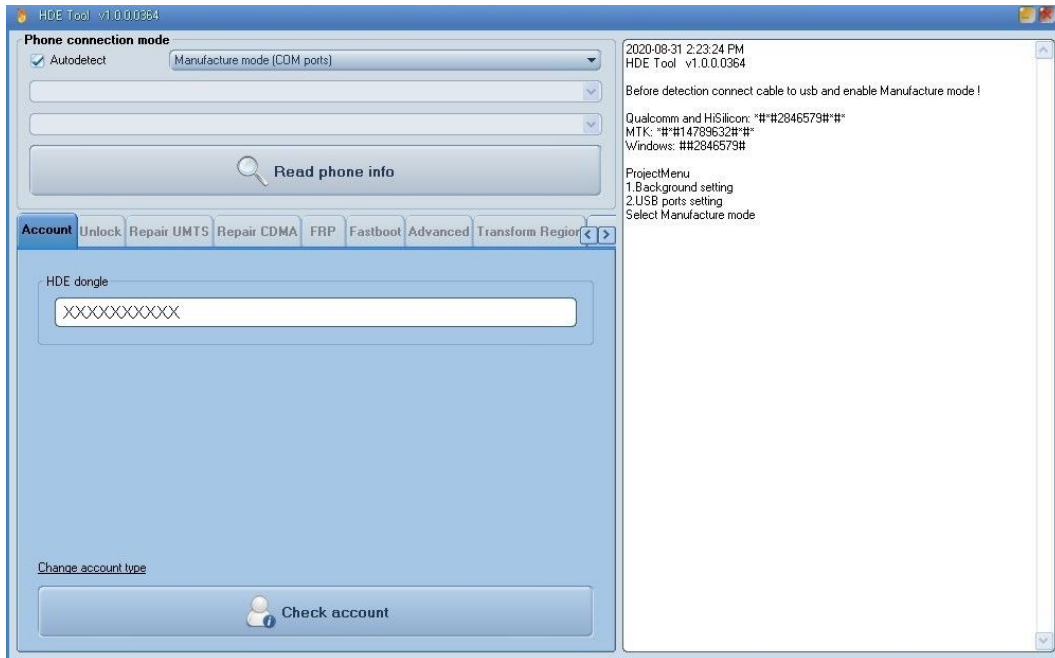 HDE Tool v1.0.0.0364
Phone connection mode
Autodetect
Manufacture mode (COM ports)
Read phone info
Account
Unlock
Repair UMTS
Repair CDMA
FRP
Fastboot
Advanced
Transform Region
HDE dongle
XXXXXXXXXX
Change account type
Check account
2020-08-31 2:23:24 PM
HDE Tool v1.0.0.0364
Before detection connect cable to usb and enable Manufacture mode !
Qualcomm and HiSilicon: *#*#2846579#*#*
MTK: *#*#14789632#*#*
Windows: ##2846579#
ProjectMenu
1.Background setting
2.USB ports setting
Select Manufacture mode